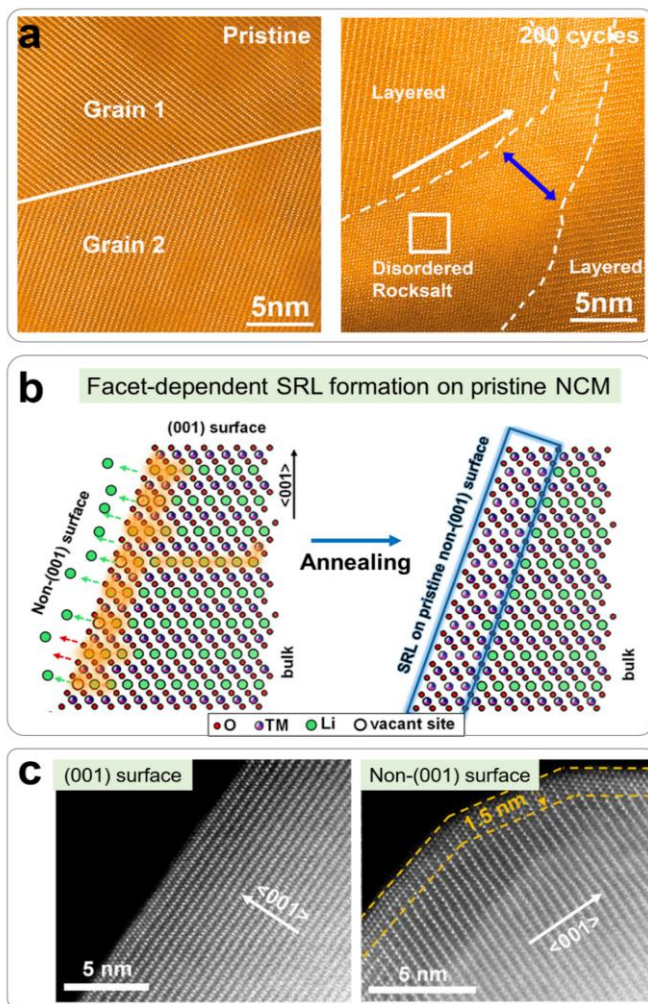 a
Pristine
Grain 1
Grain 2
5nm
200 cycles
Layered
Disordered
Rocksalt
Layered
5nm
b
Facet-dependent SRL formation on pristine NCM
(001) surface
<001>
Non-(001) surface
bulk
Annealing
SRL on pristine non-(001) surface
bulk
O TM Li vacant site
c
(001) surface
<001>
5 nm
Non-(001) surface
1.5 nm
<001>
5 nm